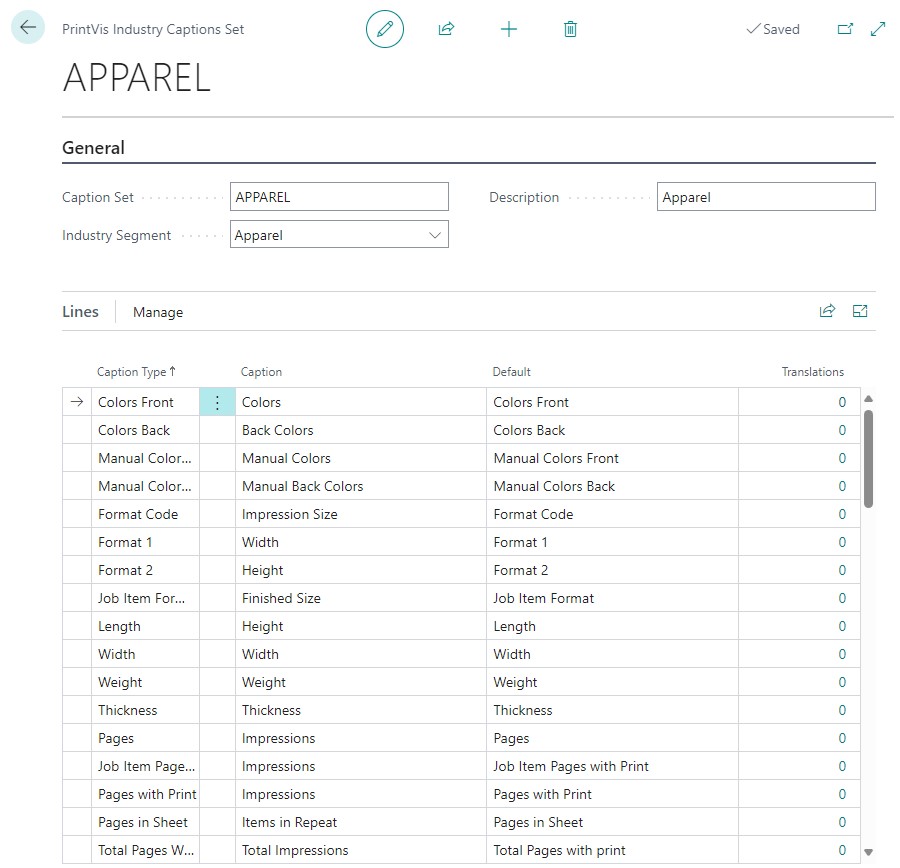 PrintVis Industry Captions Set
Saved
APPAREL
General
Caption Set APPAREL Description Apparel
Industry Segment Apparel
Lines Manage
Caption Type↑ Caption Default Translations
Colors Front Colors Colors Front 0
Colors Back Back Colors Colors Back 0
Manual Color... Manual Colors Manual Colors Front 0
Manual Color... Manual Back Colors Manual Colors Back 0
Format Code Impression Size Format Code 0
Format 1 Width Format 1 0
Format 2 Height Format 2 0
Job Item For... Finished Size Job Item Format 0
Length Height Length 0
Width Width Width 0
Weight Weight Weight 0
Thickness Thickness Thickness 0
Pages Impressions Pages 0
Job Item Page... Impressions Job Item Pages with Print 0
Pages with Print Impressions Pages with Print 0
Pages in Sheet Items in Repeat Pages in Sheet 0
Total Pages W... Total Impressions Total Pages with print 0